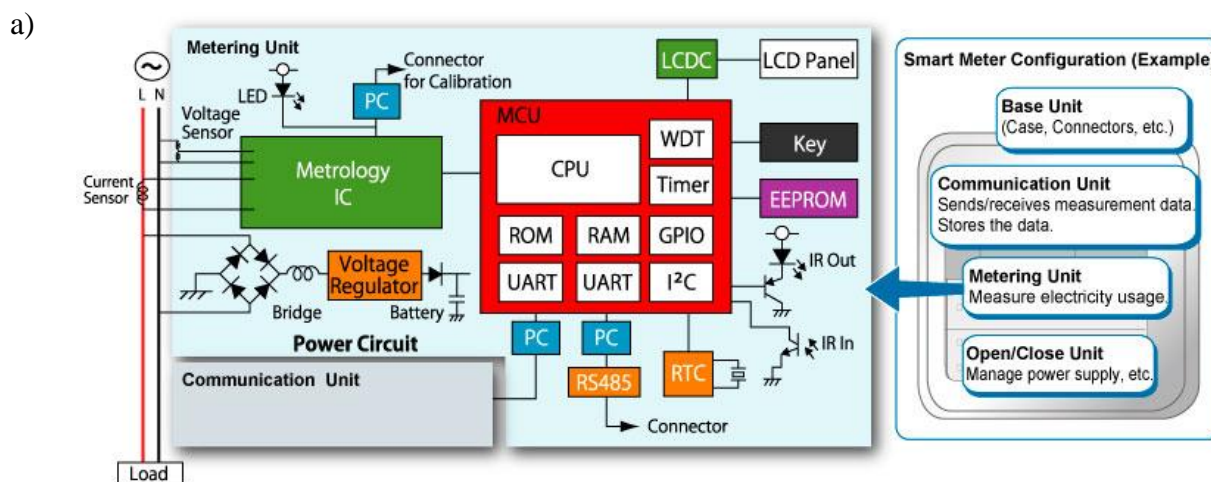 a)
Metering Unit
Connector
for Calibration
LED
PC
L N
Voltage
Sensor
Current
Sensor
Metrology
IC
Bridge
Voltage
Regulator
Battery
Power Circuit
Communication Unit
Load
MCU
CPU
WDT
Timer
ROM
RAM
GPIO
UART
UART
I²C
LCDC
LCD Panel
Key
EEPROM
IR Out
IR In
PC
PC
RS485
RTC
Connector
Smart Meter Configuration (Example)
Base Unit
(Case, Connectors, etc.)
Communication Unit
Sends/receives measurement data.
Stores the data.
Metering Unit
Measure electricity usage.
Open/Close Unit
Manage power supply, etc.